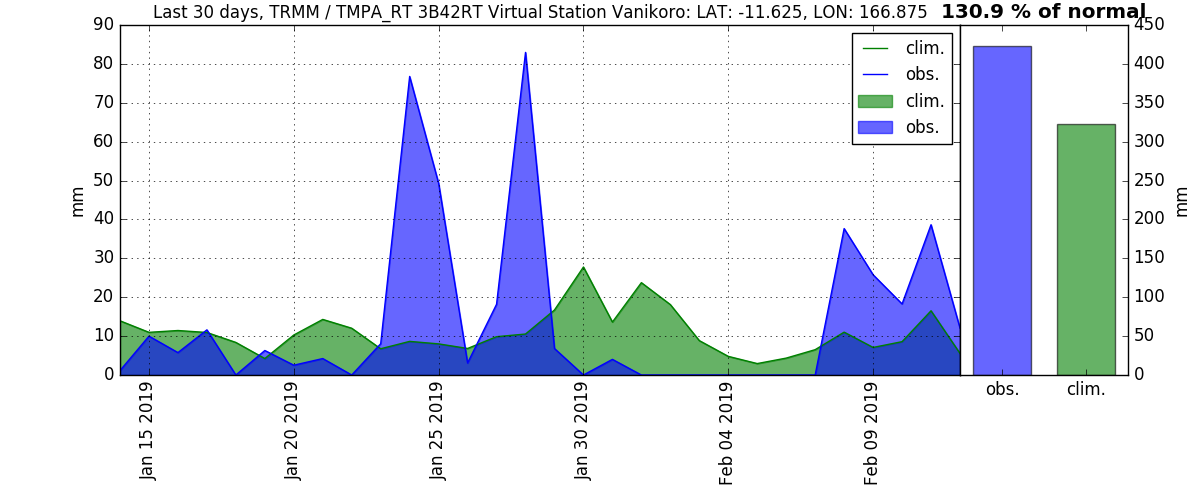 Last 30 days, TRMM / TMPA_RT 3B42RT Virtual Station Vanikoro: LAT: -11.625, LON: 166.875 130.9 % of normal
90
80
70
60
50
40
30
20
10
0
mm
Jan 15 2019
Jan 20 2019
Jan 25 2019
Jan 30 2019
Feb 04 2019
Feb 09 2019
clim.
obs.
clim.
obs.
450
400
350
300
250
200
150
100
50
0
mm
obs. clim.